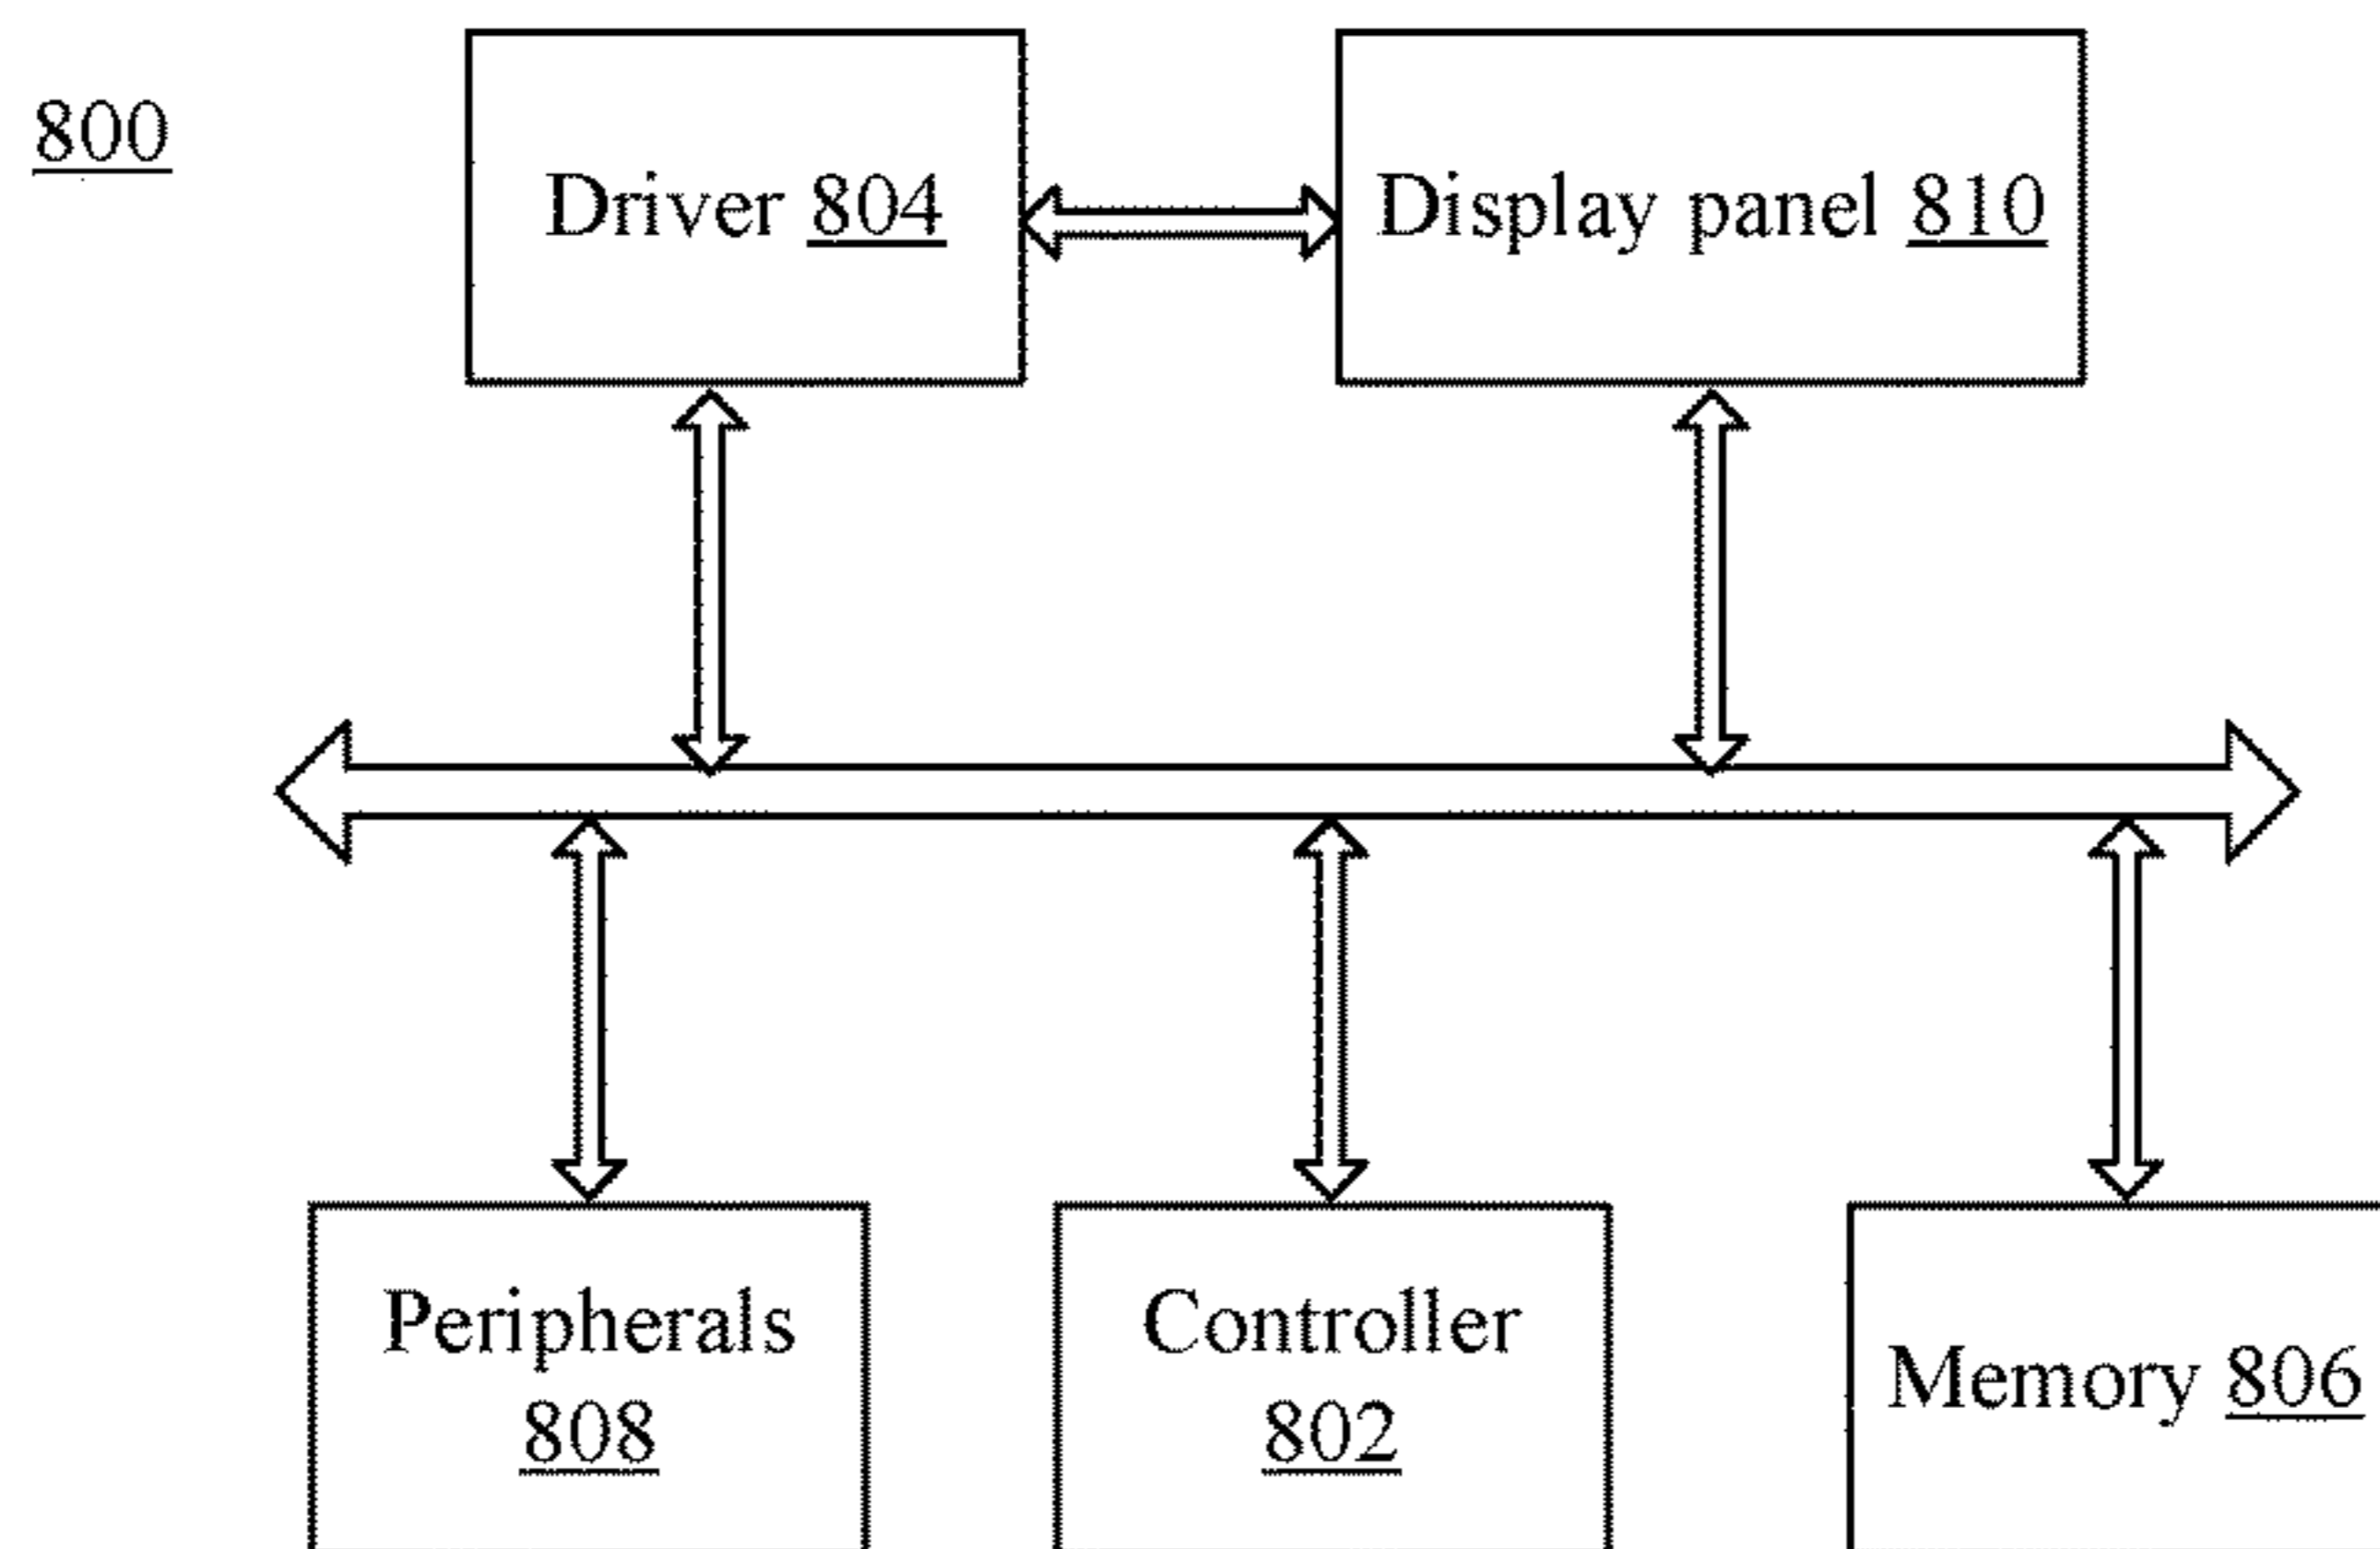 800
Driver 804
Display panel 810
Peripherals
808
Controller
802
Memory 806